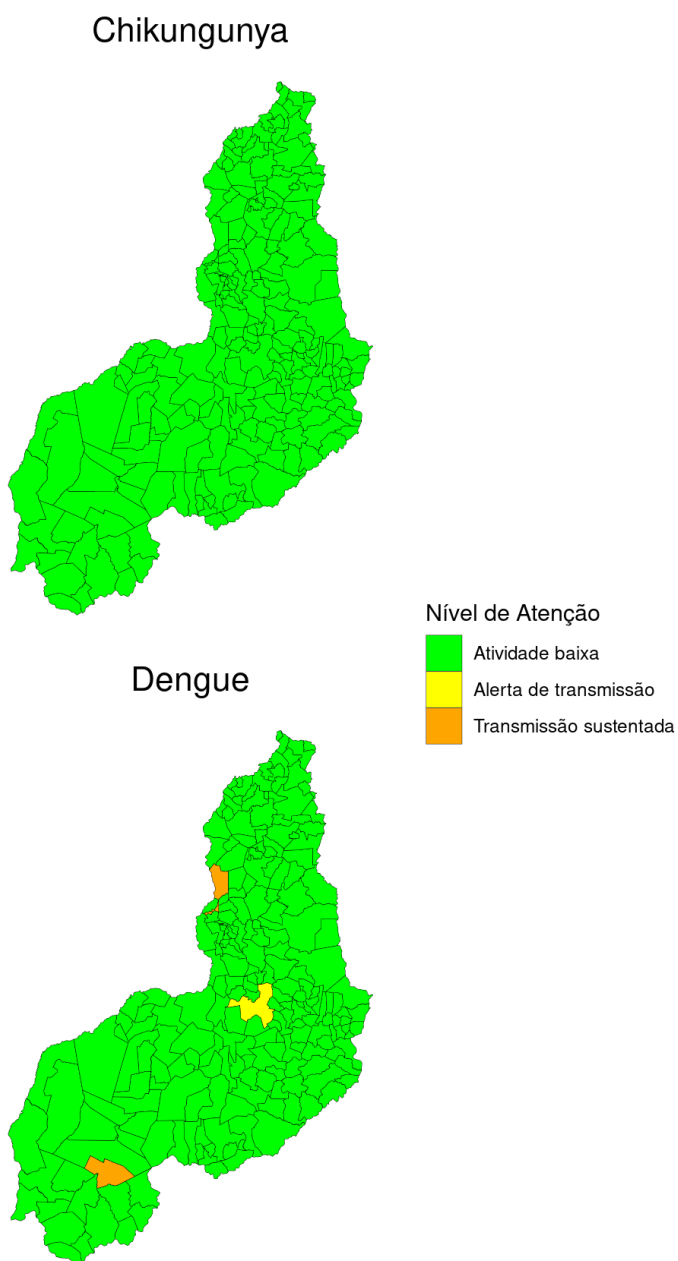 Chikungunya
Nível de Atenção
Atividade baixa
Alerta de transmissão
Transmissão sustentada
Dengue